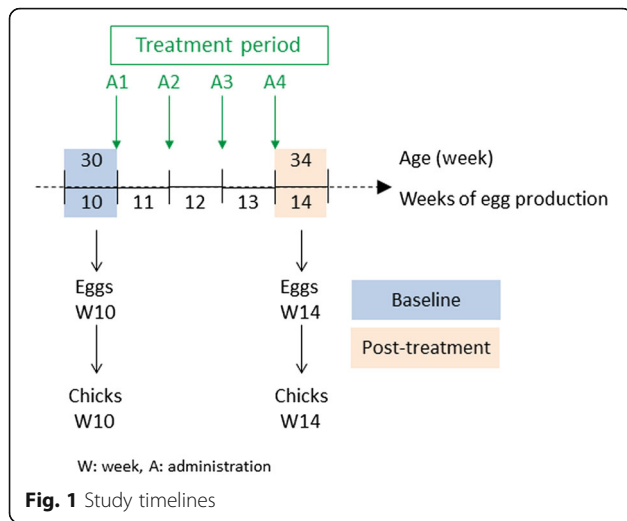 Treatment period
A1 A2 A3 A4
30 34 Age (week)
10 11 12 13 14 Weeks of egg production
Eggs Eggs
W10 W14
Baseline
Post-treatment
Chicks Chicks
W10 W14
W: week, A: administration
Fig. 1 Study timelines